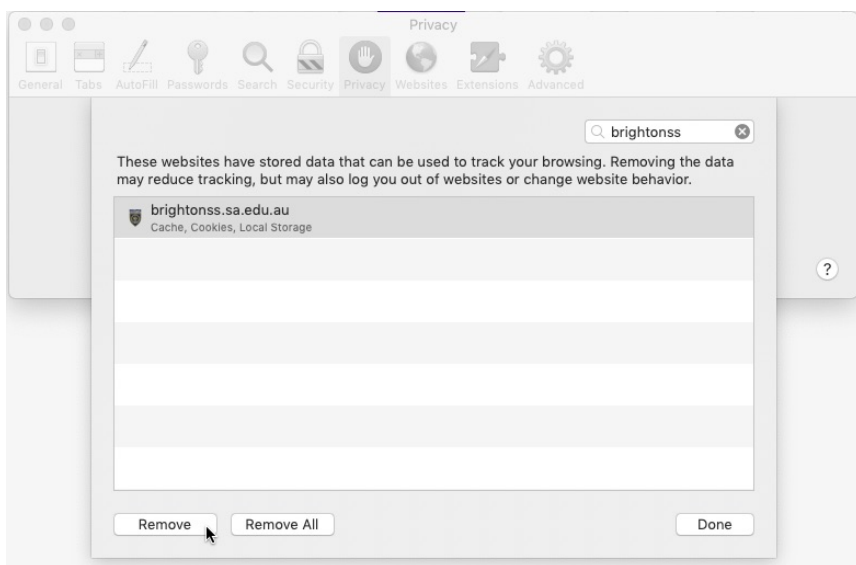 Privacy
General Tabs AutoFill Passwords Search Security Privacy Websites Extensions Advanced
brightonss
These websites have stored data that can be used to track your browsing. Removing the data
may reduce tracking, but may also log you out of websites or change website behavior.
brightonss.sa.edu.au
Cache, Cookies, Local Storage
?
Remove Remove All Done